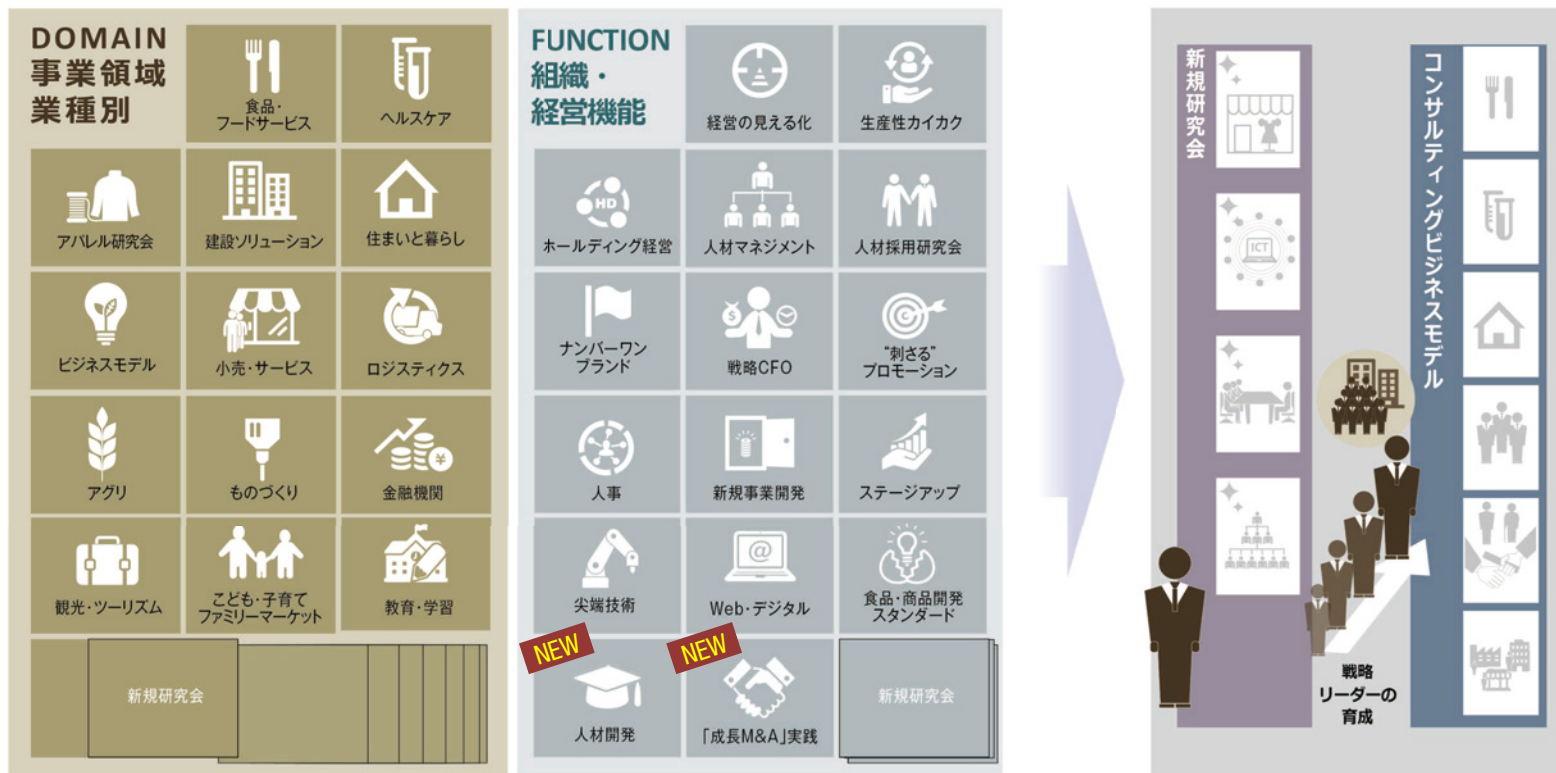 DOMAIN
事業領域
業種別
食品・
フードサービス
ヘルスケア
アパレル研究会
建設ソリューション
住まいと暮らし
ビジネスモデル
小売・サービス
ロジスティクス
アグリ
ものづくり
金融機関
¥
観光・ツーリズム
こども・子育て
ファミリーマーケット
教育・学習
新規研究会
FUNCTION
組織・
経営機能
経営の見える化
生産性カイカク
HD
ホールディング経営
人材マネジメント
人材採用研究会
ナンバーワン
ブランド
$
戦略CFO
"刺さる"
プロモーション
人事
新規事業開発
ステージアップ
尖端技術
@
Web・デジタル
食品・商品開発
スタンダード
NEW
人材開発
NEW
「成長M&A」実践
新規研究会
新規研究会
ICT
コンサルティングビジネスモデル
戦略
リーダーの
育成